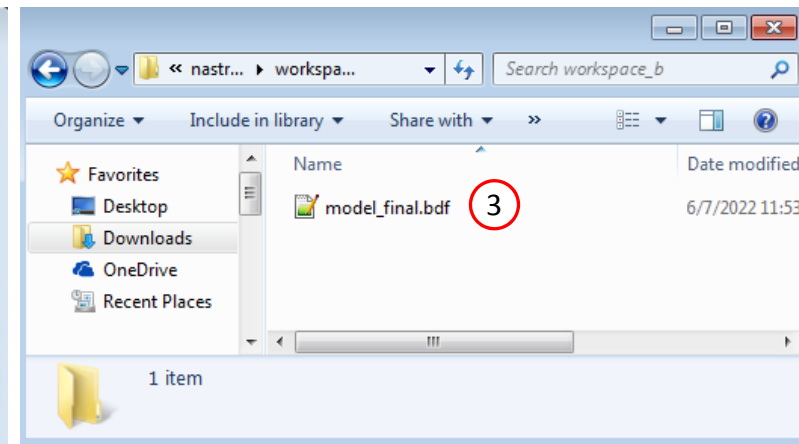 « nastr... workspa... Search workspace_b
Organize Include in library Share with »
Favorites
Desktop
Downloads
OneDrive
Recent Places
Name Date modified
model_final.bdf 3 6/7/2022 11:53
1 item